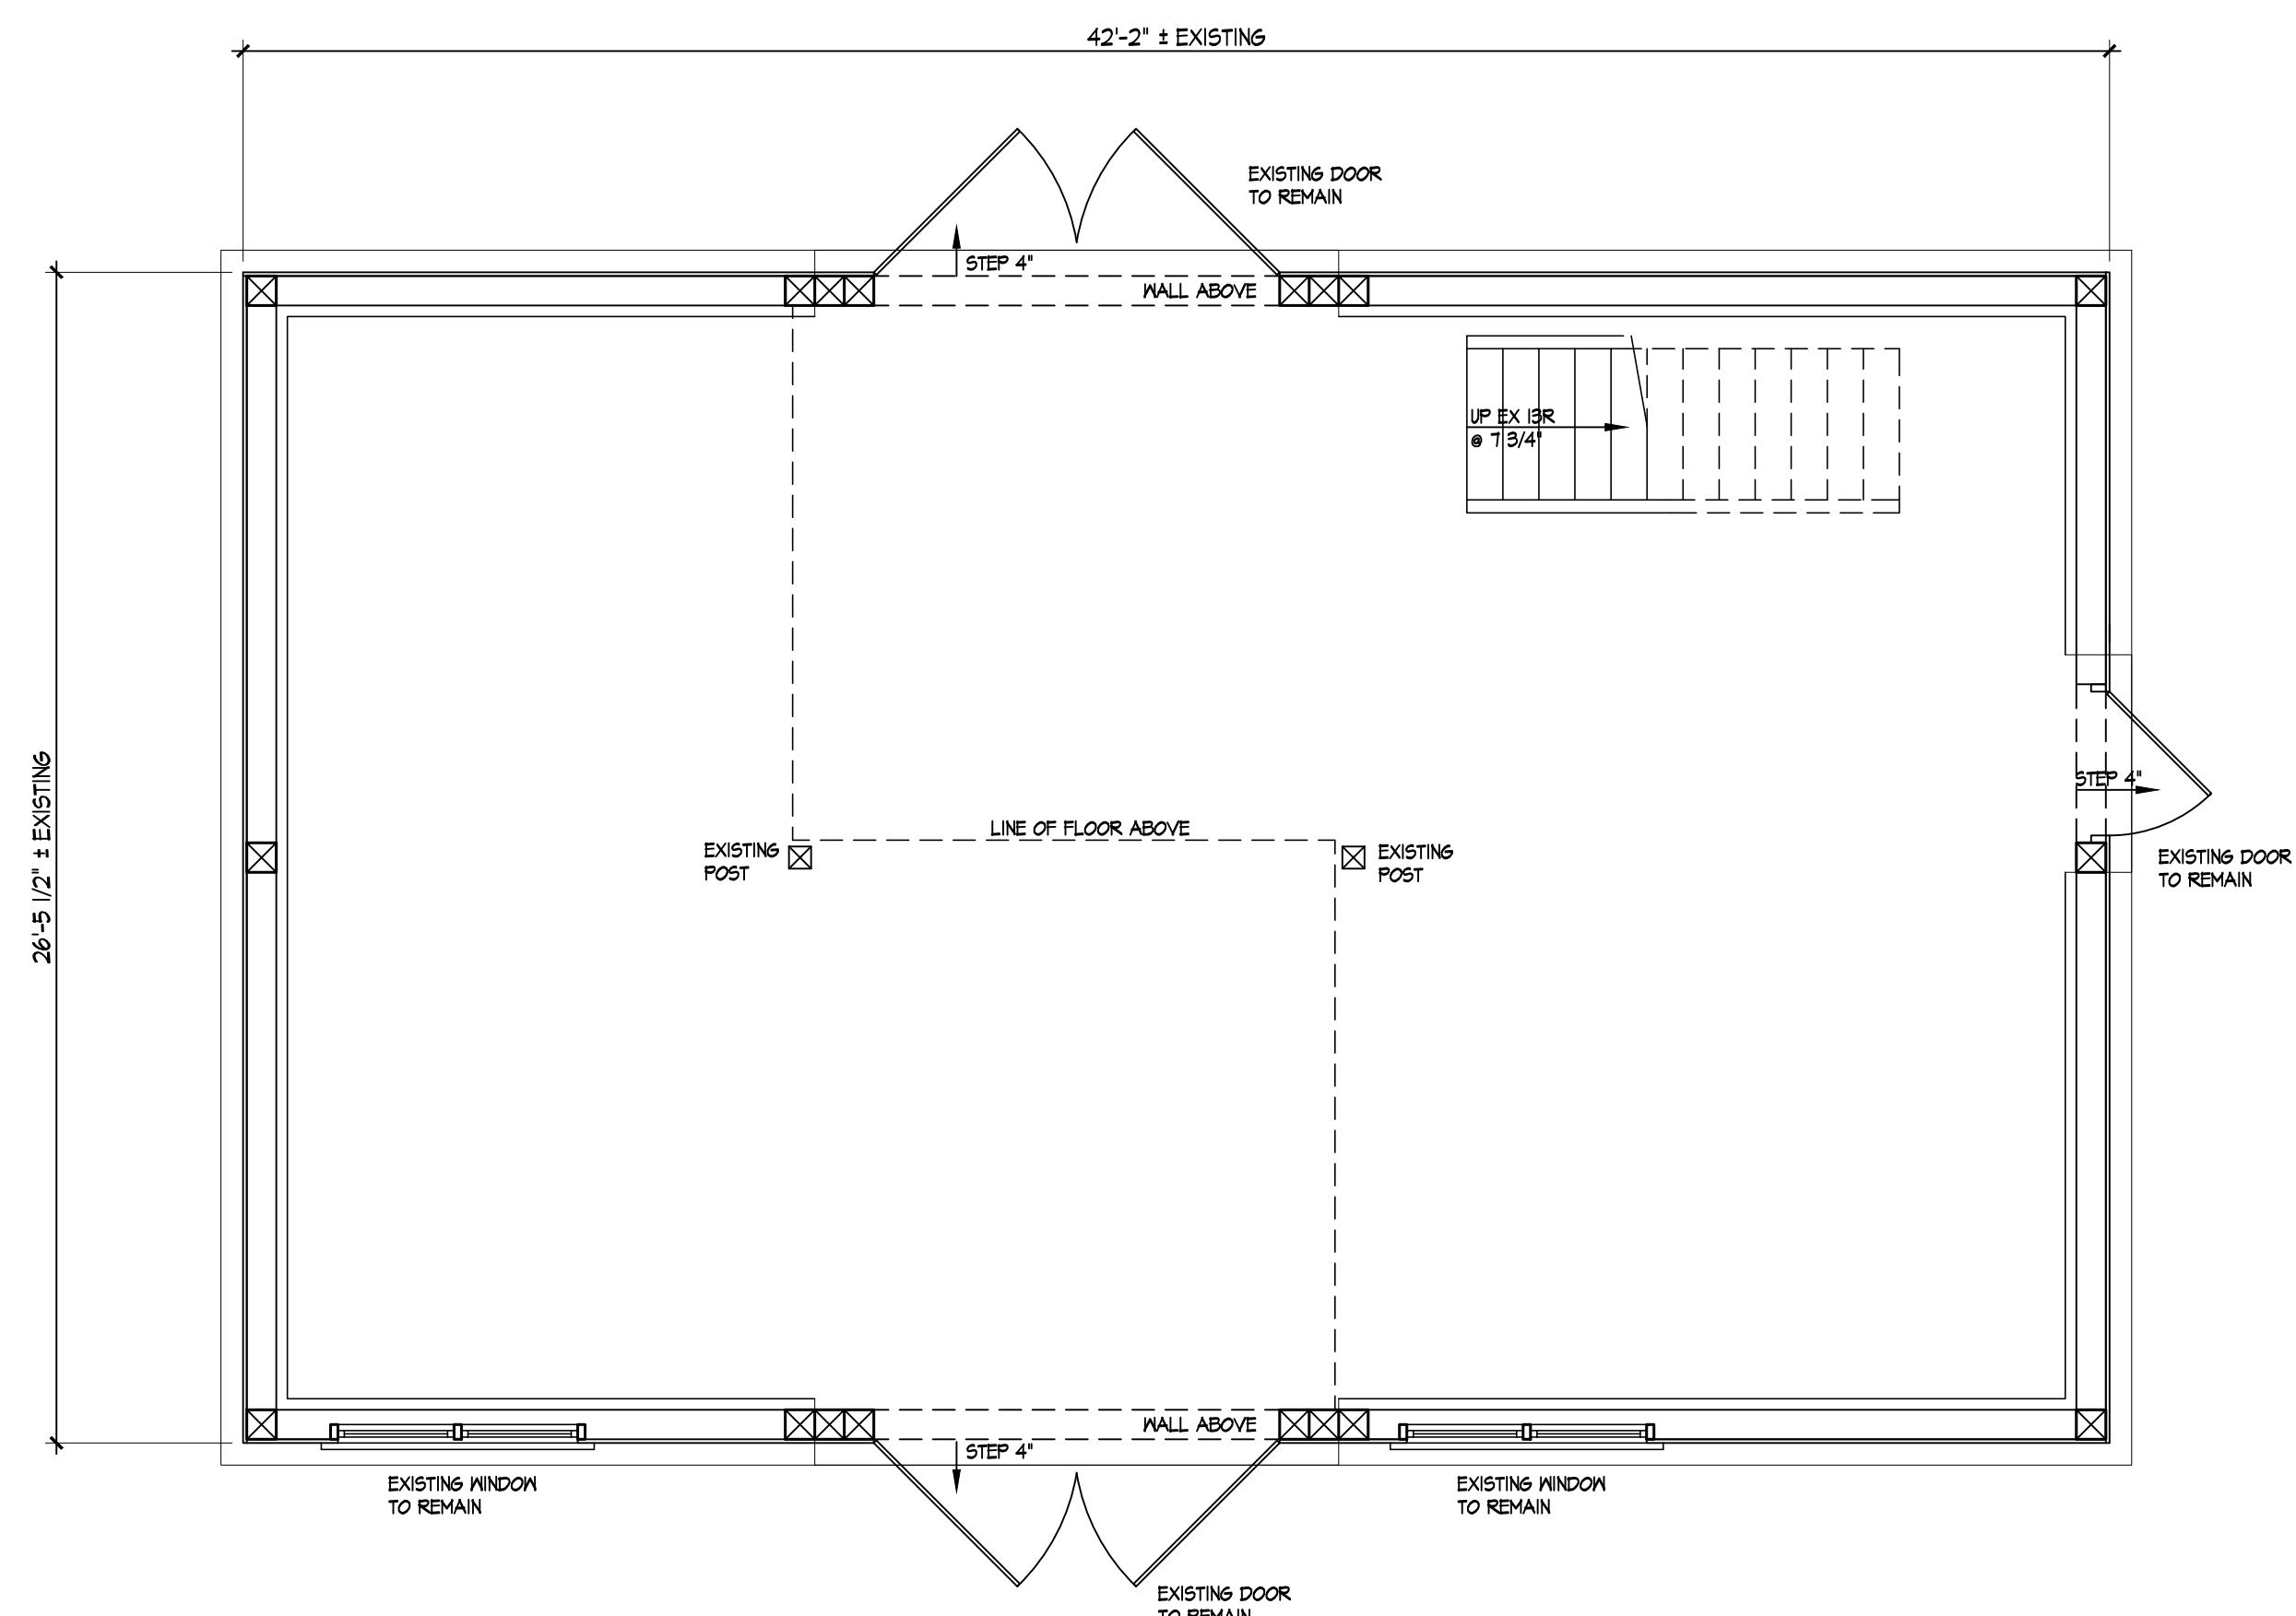 42'-2" ± EXISTING
EXISTING DOOR
TO REMAIN
STEP 4"
WALL ABOVE
UP EX 13R
@ 7 3/4"
26'-5 1/2" ± EXISTING
STEP 4"
LINE OF FLOOR ABOVE
EXISTING
POST
EXISTING
POST
EXISTING DOOR
TO REMAIN
WALL ABOVE
STEP 4"
EXISTING WINDOW
TO REMAIN
EXISTING WINDOW
TO REMAIN
EXISTING DOOR
TO REMAIN